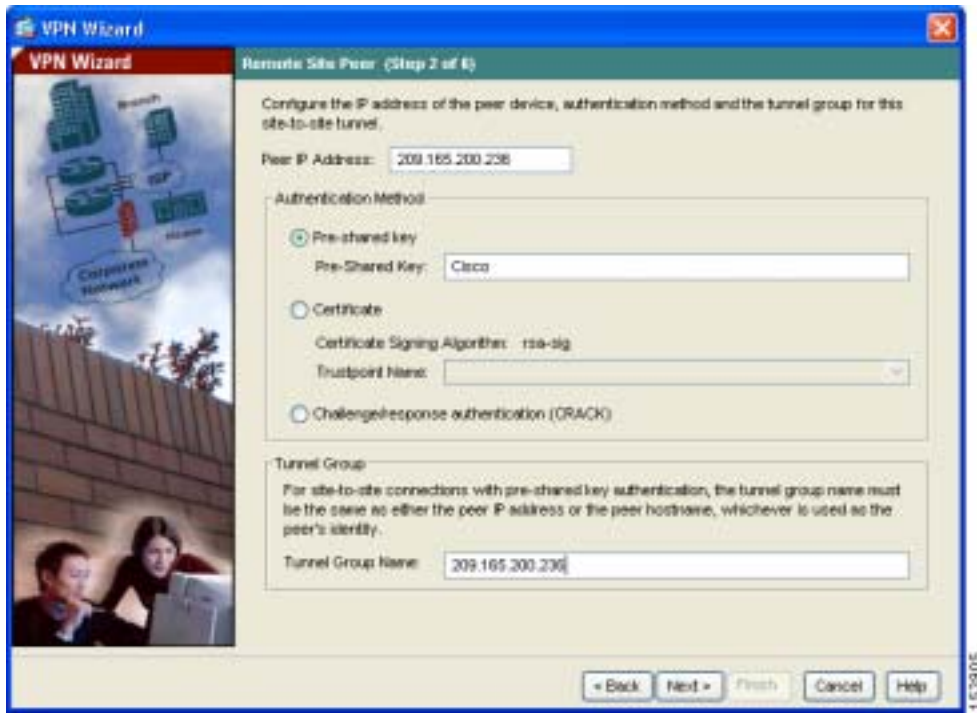 VPN Wizard
VPN Wizard
Remote Site Peer (Step 2 of 6)
Branch
ISP
Corporate
Network
Configure the IP address of the peer device, authentication method and the tunnel group for this
site-to-site tunnel.
Peer IP Address: 209.165.200.236
Authentication Method
Pre-shared key
Pre-Shared Key: Cisco
Certificate
Certificate Signing Algorithm: rsa-sig
Trustpoint Name:
Challenge/response authentication (CRACK)
Tunnel Group
For site-to-site connections with pre-shared key authentication, the tunnel group name must
be the same as either the peer IP address or the peer hostname, whichever is used as the
peer's identity.
Tunnel Group Name: 209.165.200.236
< Back
Next >
Finish
Cancel
Help
153905